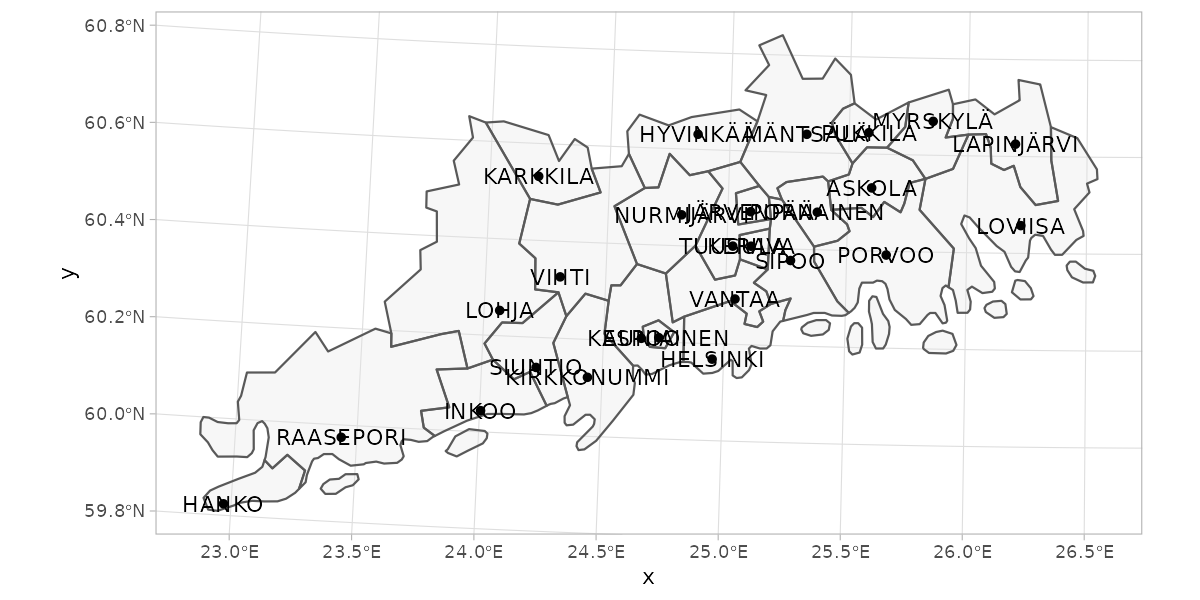 60.8°N
60.6°N
60.4°N
60.2°N
60.0°N
59.8°N
y
MYRSKYLÄ
HYVINKÄÄ
MÄNTSÄLÄ
PUKKILA
LAPINJÄRVI
KARKKILA
ASKOLA
NURMIJÄRVI
JÄRVENPÄÄ
PORNAINEN
LOVIISA
TUUSULA
KERAVA
SIPOO
PORVOO
VIHTI
VANTAA
LOHJA
KAUNIAINEN
ESPOO
HELSINKI
SIUNTIO
KIRKKONUMMI
INKOO
RAASEPORI
HANKO
23.0°E 23.5°E 24.0°E 24.5°E 25.0°E 25.5°E 26.0°E 26.5°E
x